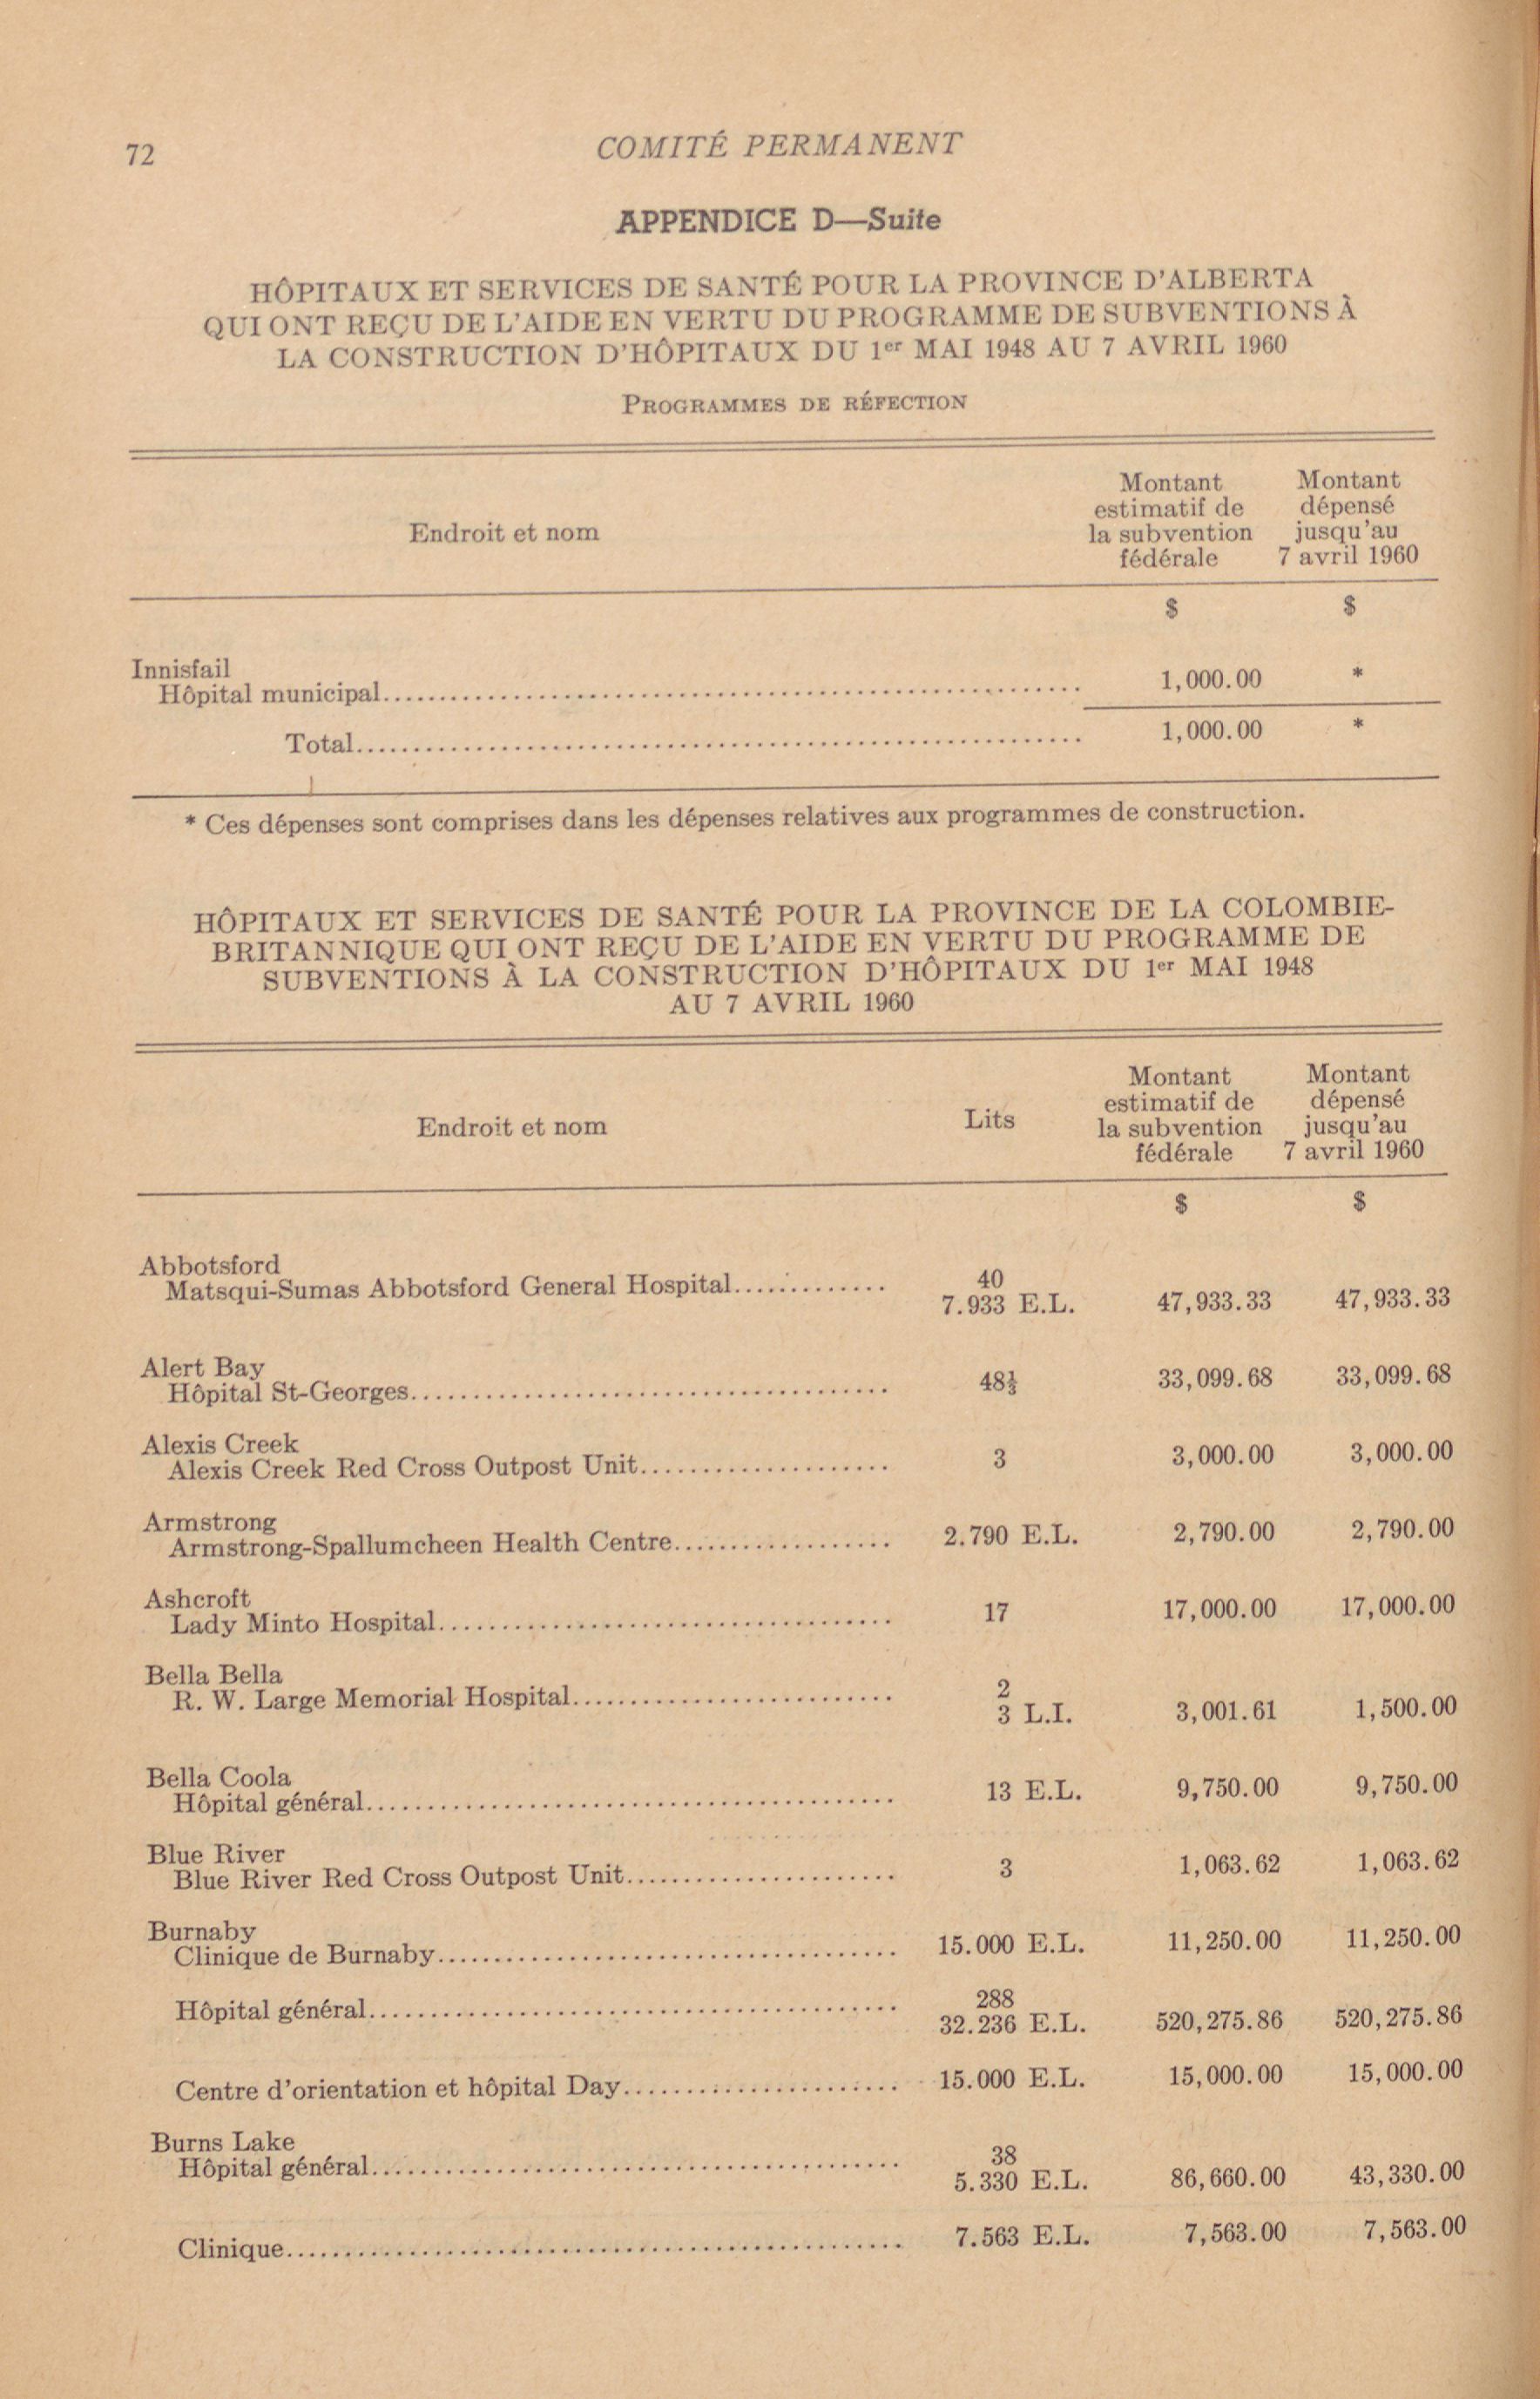 72
COMITÉ PERMANENT
APPENDICE D—Suite
HÔPITAUX ET SERVICES DE SANTÉ POUR LA PROVINCE D'ALBERTA
QUI ONT REÇU DE L'AIDE EN VERTU DU PROGRAMME DE SUBVENTIONS À
LA CONSTRUCTION D'HÔPITAUX DU 1er MAI 1948 AU 7 AVRIL 1960
PROGRAMMES DE RÉFECTION
Endroit et nom
Montant
estimatif de
la subvention
fédérale
Montant
dépensé
jusqu'au
7 avril 1960
$ $
Innisfail
Hôpital municipal 1,000.00 *
Total 1,000.00 *
* Ces dépenses sont comprises dans les dépenses relatives aux programmes de construction.
HÔPITAUX ET SERVICES DE SANTÉ POUR LA PROVINCE DE LA COLOMBIE-
BRITANNIQUE QUI ONT REÇU DE L'AIDE EN VERTU DU PROGRAMME DE
SUBVENTIONS À LA CONSTRUCTION D'HÔPITAUX DU 1er MAI 1948
AU 7 AVRIL 1960
Endroit et nom
Lits
Montant
estimatif de
la subvention
fédérale
Montant
dépensé
jusqu'au
7 avril 1960
$ $
Abbotsford
Matsqui-Sumas Abbotsford General Hospital 40
7.933 E.L. 47,933.33 47,933.33
Alert Bay
Hôpital St-Georges 48⅓ 33,099.68 33,099.68
Alexis Creek
Alexis Creek Red Cross Outpost Unit 3 3,000.00 3,000.00
Armstrong
Armstrong-Spallumcheen Health Centre 2.790 E.L. 2,790.00 2,790.00
Ashcroft
Lady Minto Hospital 17 17,000.00 17,000.00
Bella Bella
R. W. Large Memorial Hospital 2
3 L.I. 3,001.61 1,500.00
Bella Coola
Hôpital général 13 E.L. 9,750.00 9,750.00
Blue River
Blue River Red Cross Outpost Unit 3 1,063.62 1,063.62
Burnaby
Clinique de Burnaby 15.000 E.L. 11,250.00 11,250.00
Hôpital général 288
32.236 E.L. 520,275.86 520,275.86
Centre d'orientation et hôpital Day 15.000 E.L. 15,000.00 15,000.00
Burns Lake
Hôpital général 38
5.330 E.L. 86,660.00 43,330.00
Clinique 7.563 E.L. 7,563.00 7,563.00